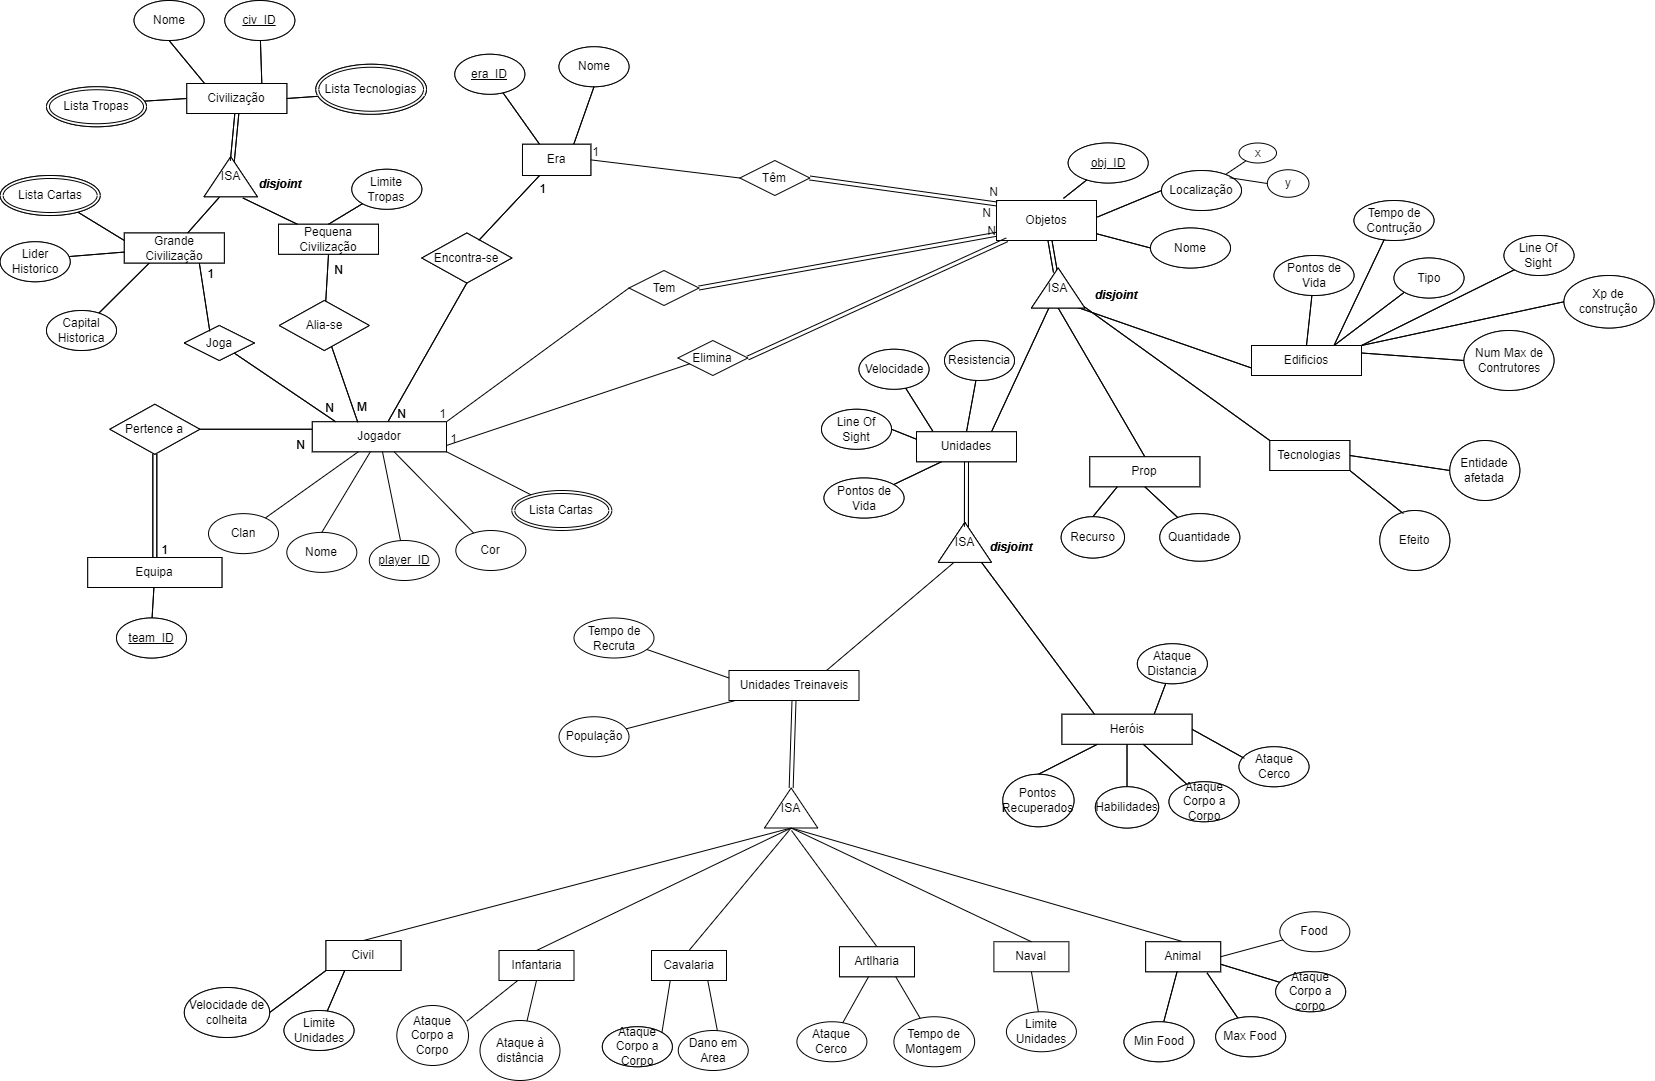 Nome
civ_ID
Lista Tropas
Civilização
Lista Tecnologias
ISA
disjoint
Lista Cartas
Limite
Tropas
Lider
Historico
Grande
Civilização
Pequena
Civilização
1
N
Capital
Historica
Joga
Alia-se
era_ID
Nome
Era
1
1
Encontra-se
Têm
N
N
N
Objetos
obj_ID
Localização
x
y
Nome
Tem
Elimina
ISA
disjoint
Pertence a
N
N
M
N
1
1
Jogador
1
Equipa
team_ID
Clan
Nome
player_ID
Cor
Lista Cartas
Tempo de
Contrução
Pontos de
Vida
Tipo
Line Of
Sight
Xp de
construção
Edificios
Num Max de
Contrutores
Velocidade
Resistencia
Line Of
Sight
Unidades
Pontos de
Vida
Prop
Recurso
Quantidade
Tecnologias
Entidade
afetada
Efeito
ISA
disjoint
Tempo de
Recruta
Unidades Treinaveis
População
Ataque
Distancia
Heróis
Ataque
Cerco
Pontos
Recuperados
Habilidades
Ataque
Corpo a
Corpo
ISA
Civil
Velocidade de
colheita
Limite
Unidades
Infantaria
Ataque
Corpo a
Corpo
Ataque à
distância
Cavalaria
Ataque
Corpo a
Corpo
Dano em
Area
Artlharia
Ataque
Cerco
Tempo de
Montagem
Naval
Limite
Unidades
Animal
Food
Ataque
Corpo a
corpo
Min Food
Max Food